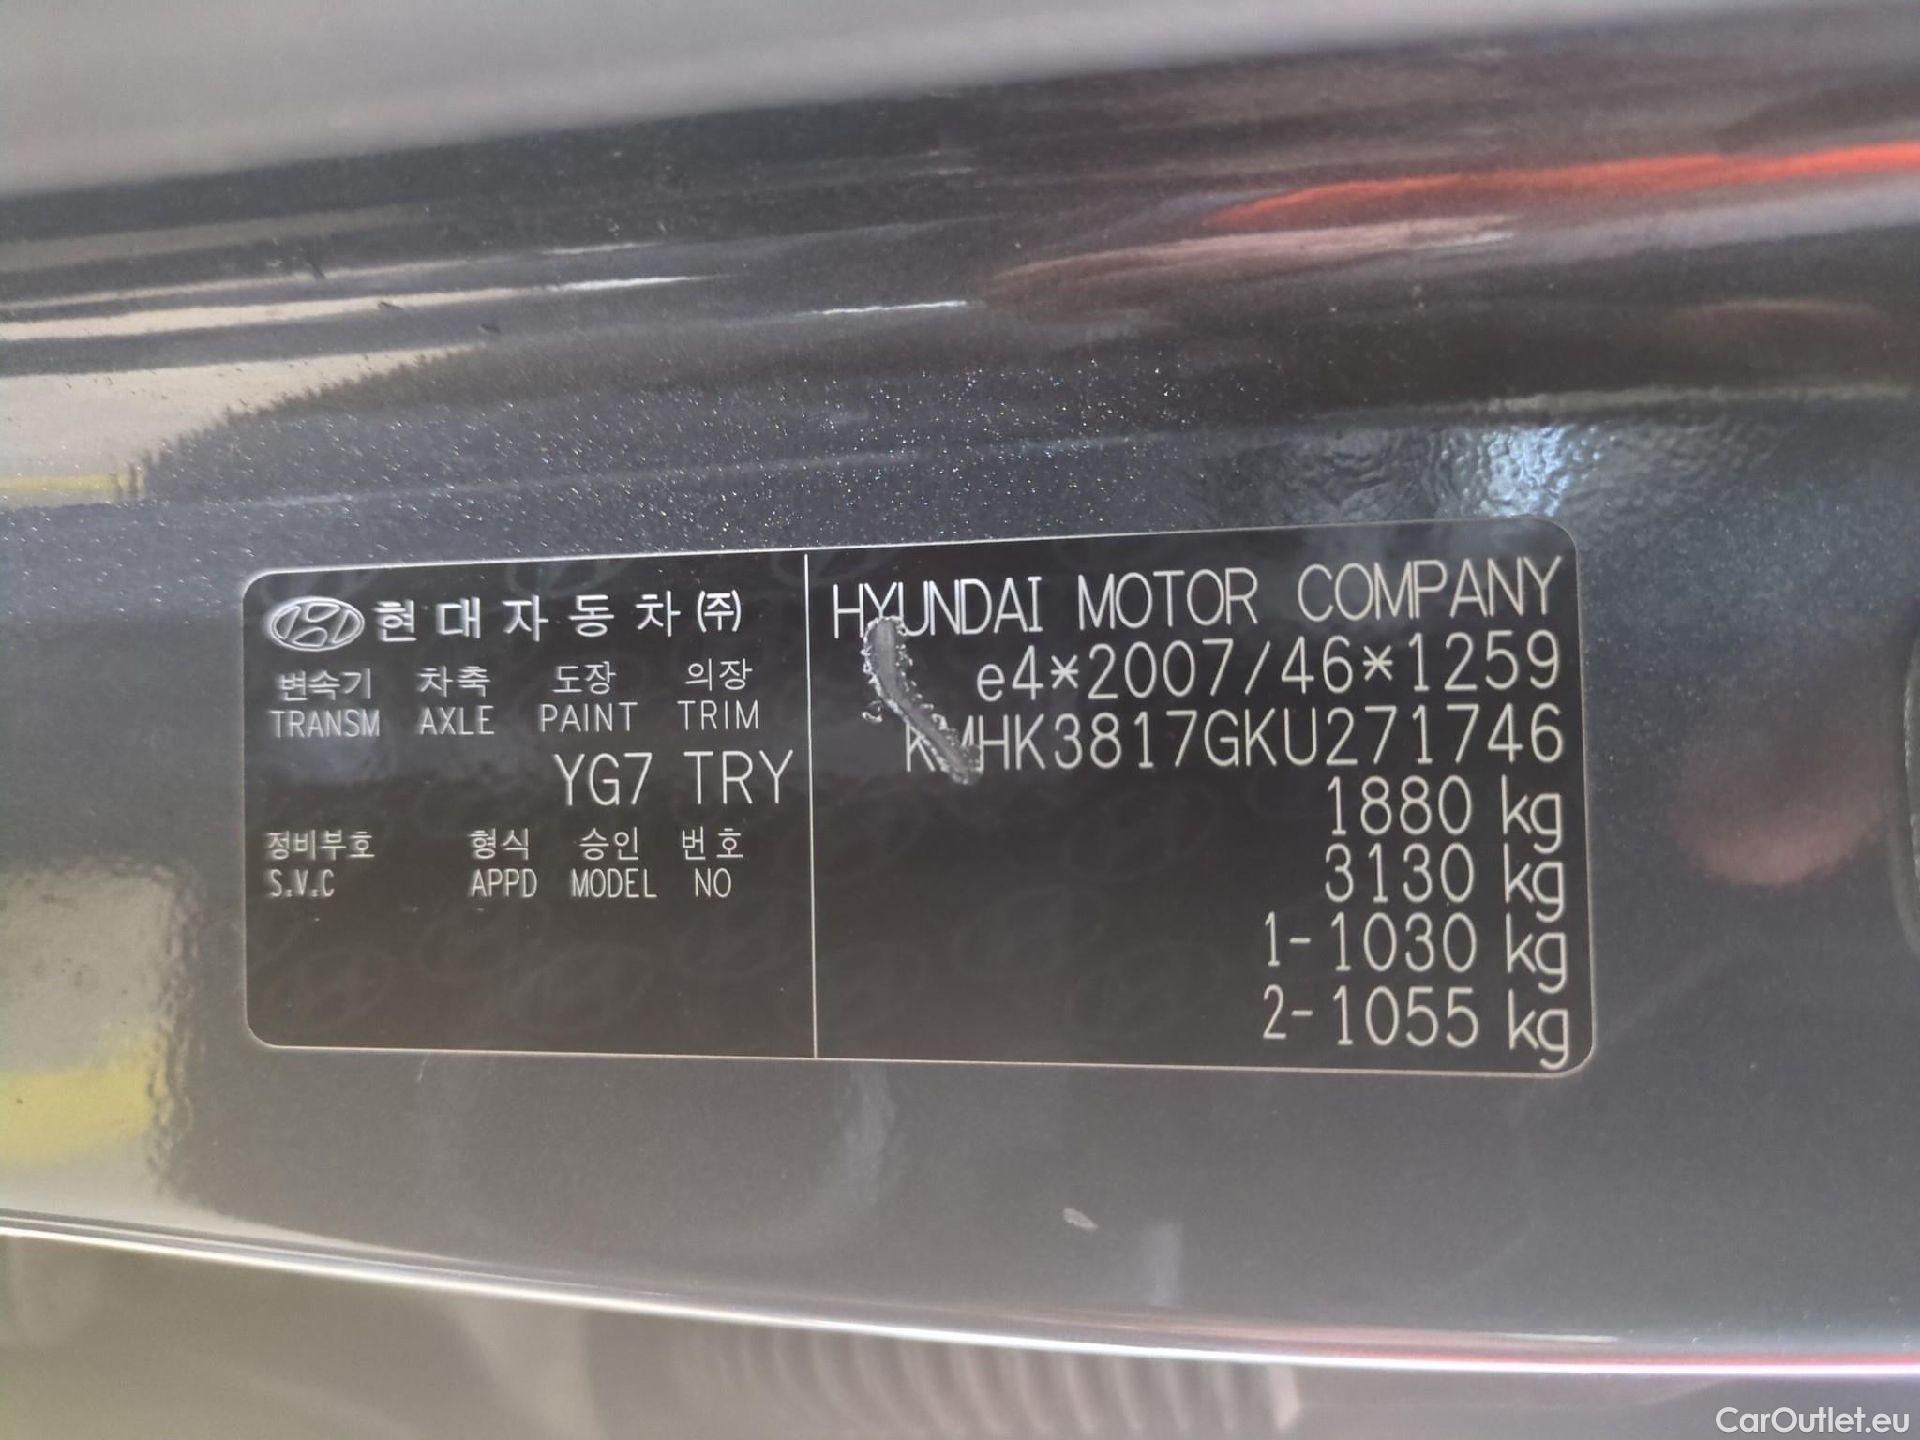 현대자동차(주)
변속기 차축 도장 의장
TRANSM AXLE PAINT TRIM
YG7 TRY
정비부호 형식 승인 번호
S.V.C APPD MODEL NO
HYUNDAI MOTOR COMPANY
e4*2007/46*1259
KMHK3817GKU271746
1880 kg
3130 kg
1-1030 kg
2-1055 kg
CarOutlet.eu